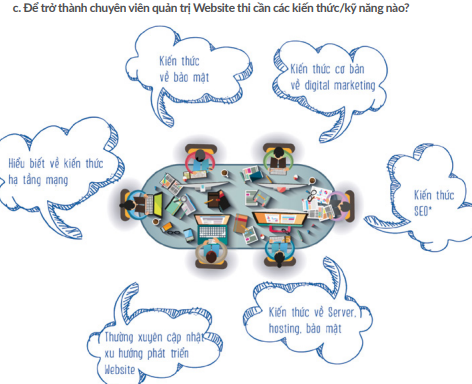 c. Để trở thành chuyên viên quản trị Website thì cần các kiến thức/kỹ năng nào?
Kiến thức
về bảo mật
Kiến thức cơ bản
về digital marketing
Hiểu biết về kiến thức
hạ tầng mạng
Kiến thức
SEO*
Kiến thức về Server,
hosting, bảo mật
Thường xuyên cập nhật
xu hướng phát triển
Website